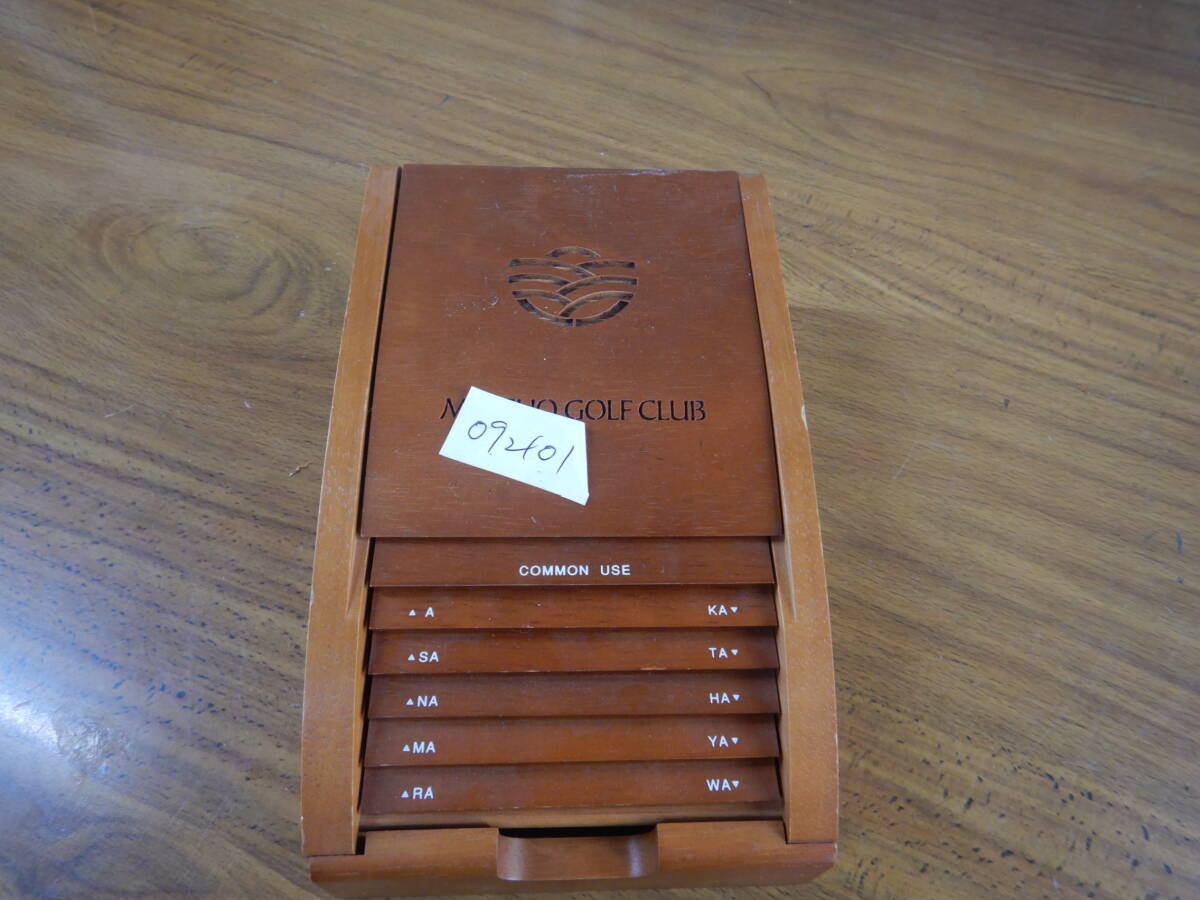 GOLF CLUB
092401
COMMON USE
▲ A KA▼
▲SA TA▼
▲NA HA▼
▲MA YA▼
▲RA WA▼